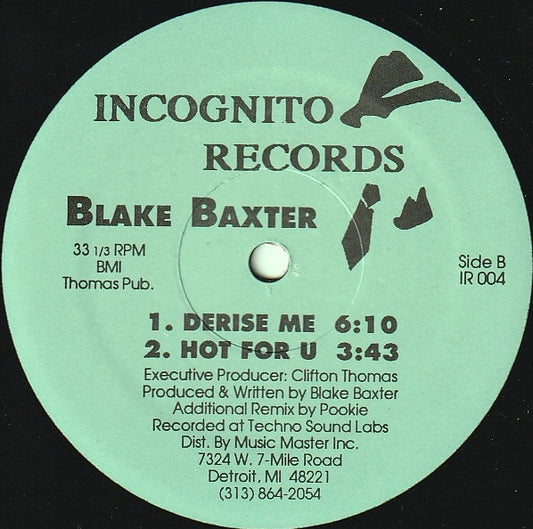 INCOGNITO
RECORDS
BLAKE BAXTER
33 1/3 RPM
BMI
Thomas Pub.
Side B
IR 004
1. DERISE ME 6:10
2. HOT FOR U 3:43
Executive Producer: Clifton Thomas
Produced & Written by Blake Baxter
Additional Remix by Pookie
Recorded at Techno Sound Labs
Dist. By Music Master Inc.
7324 W. 7-Mile Road
Detroit, MI 48221
(313) 864-2054